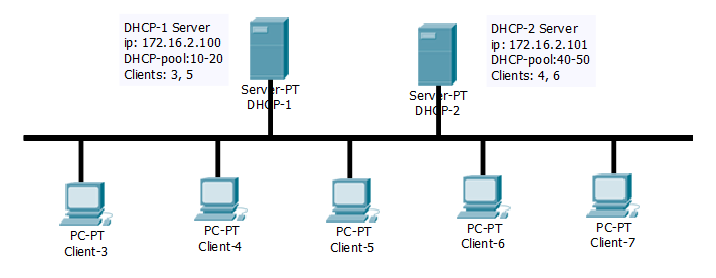 DHCP-1 Server
ip: 172.16.2.100
DHCP-pool:10-20
Clients: 3, 5
DHCP-2 Server
ip: 172.16.2.101
DHCP-pool:40-50
Clients: 4, 6
Server-PT
DHCP-1
Server-PT
DHCP-2
PC-PT
Client-3
PC-PT
Client-4
PC-PT
Client-5
PC-PT
Client-6
PC-PT
Client-7